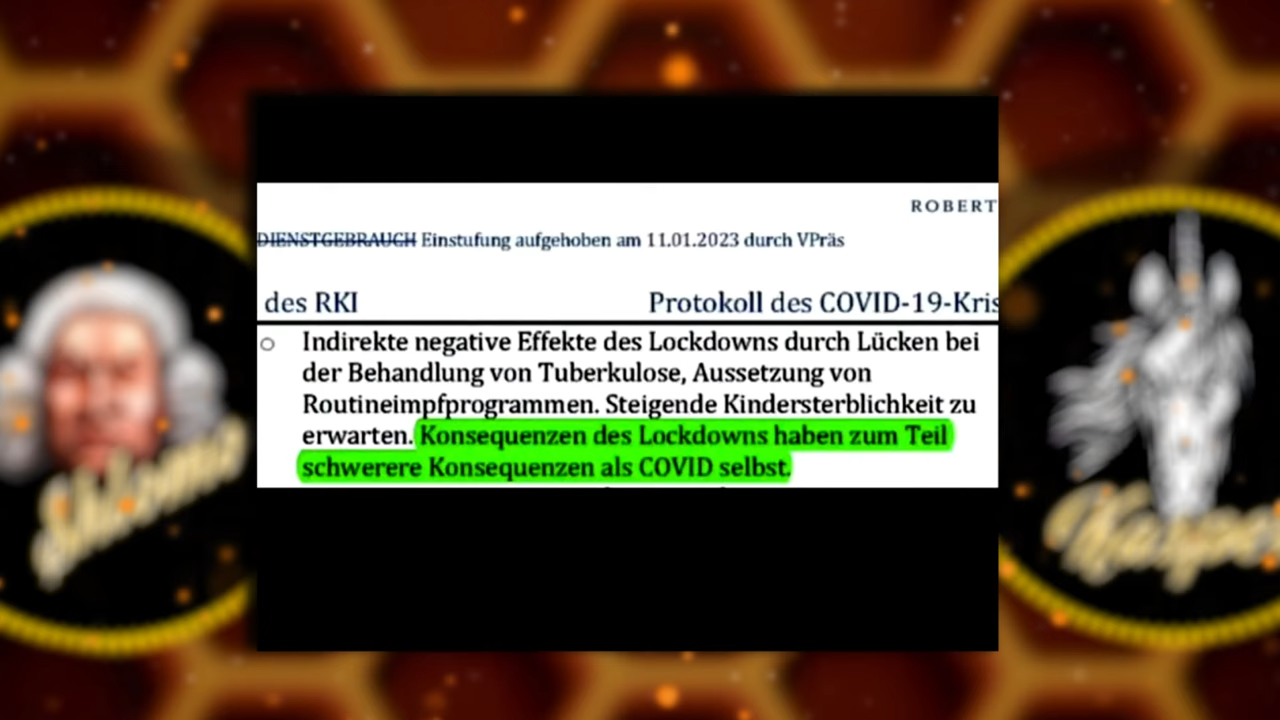 ROBERT
DIENSTGEBRAUCH Einstufung aufgehoben am 11.01.2023 durch VPräs
des RKI Protokoll des COVID-19-Kris
Indirekte negative Effekte des Lockdowns durch Lücken bei
der Behandlung von Tuberkulose, Aussetzung von
Routineimpfprogrammen. Steigende Kindersterblichkeit zu
erwarten. Konsequenzen des Lockdowns haben zum Teil
schwerere Konsequenzen als COVID selbst.
Shlomo